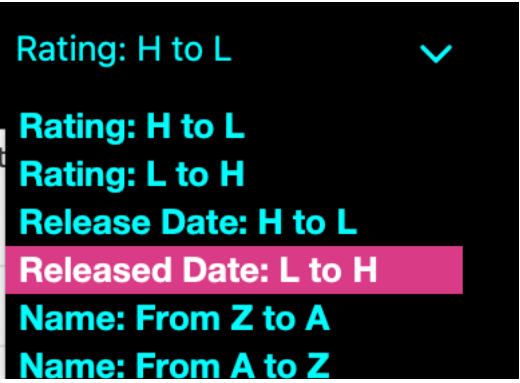 Rating: H to L
Rating: H to L
Rating: L to H
Release Date: H to L
Released Date: L to H
Name: From Z to A
Name: From A to Z